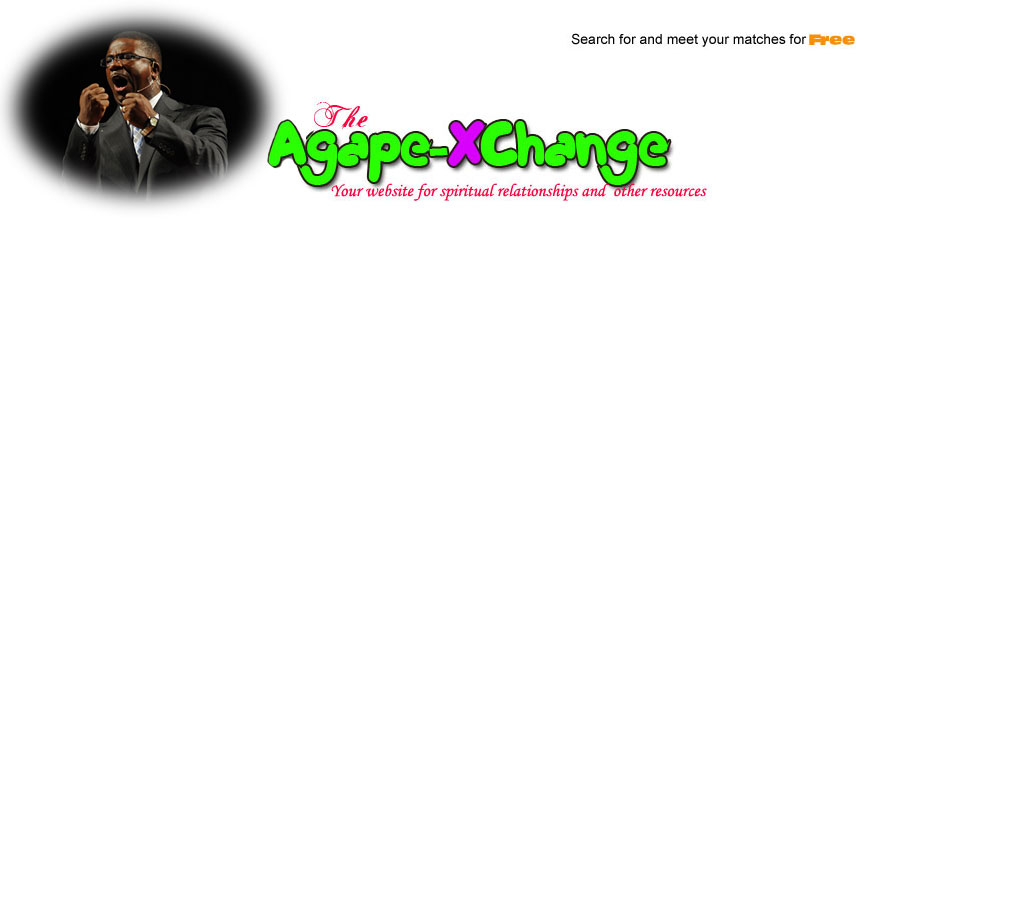 Search for and meet your matches for Free
The
Agape-XChange
Your website for spiritual relationships and other resources